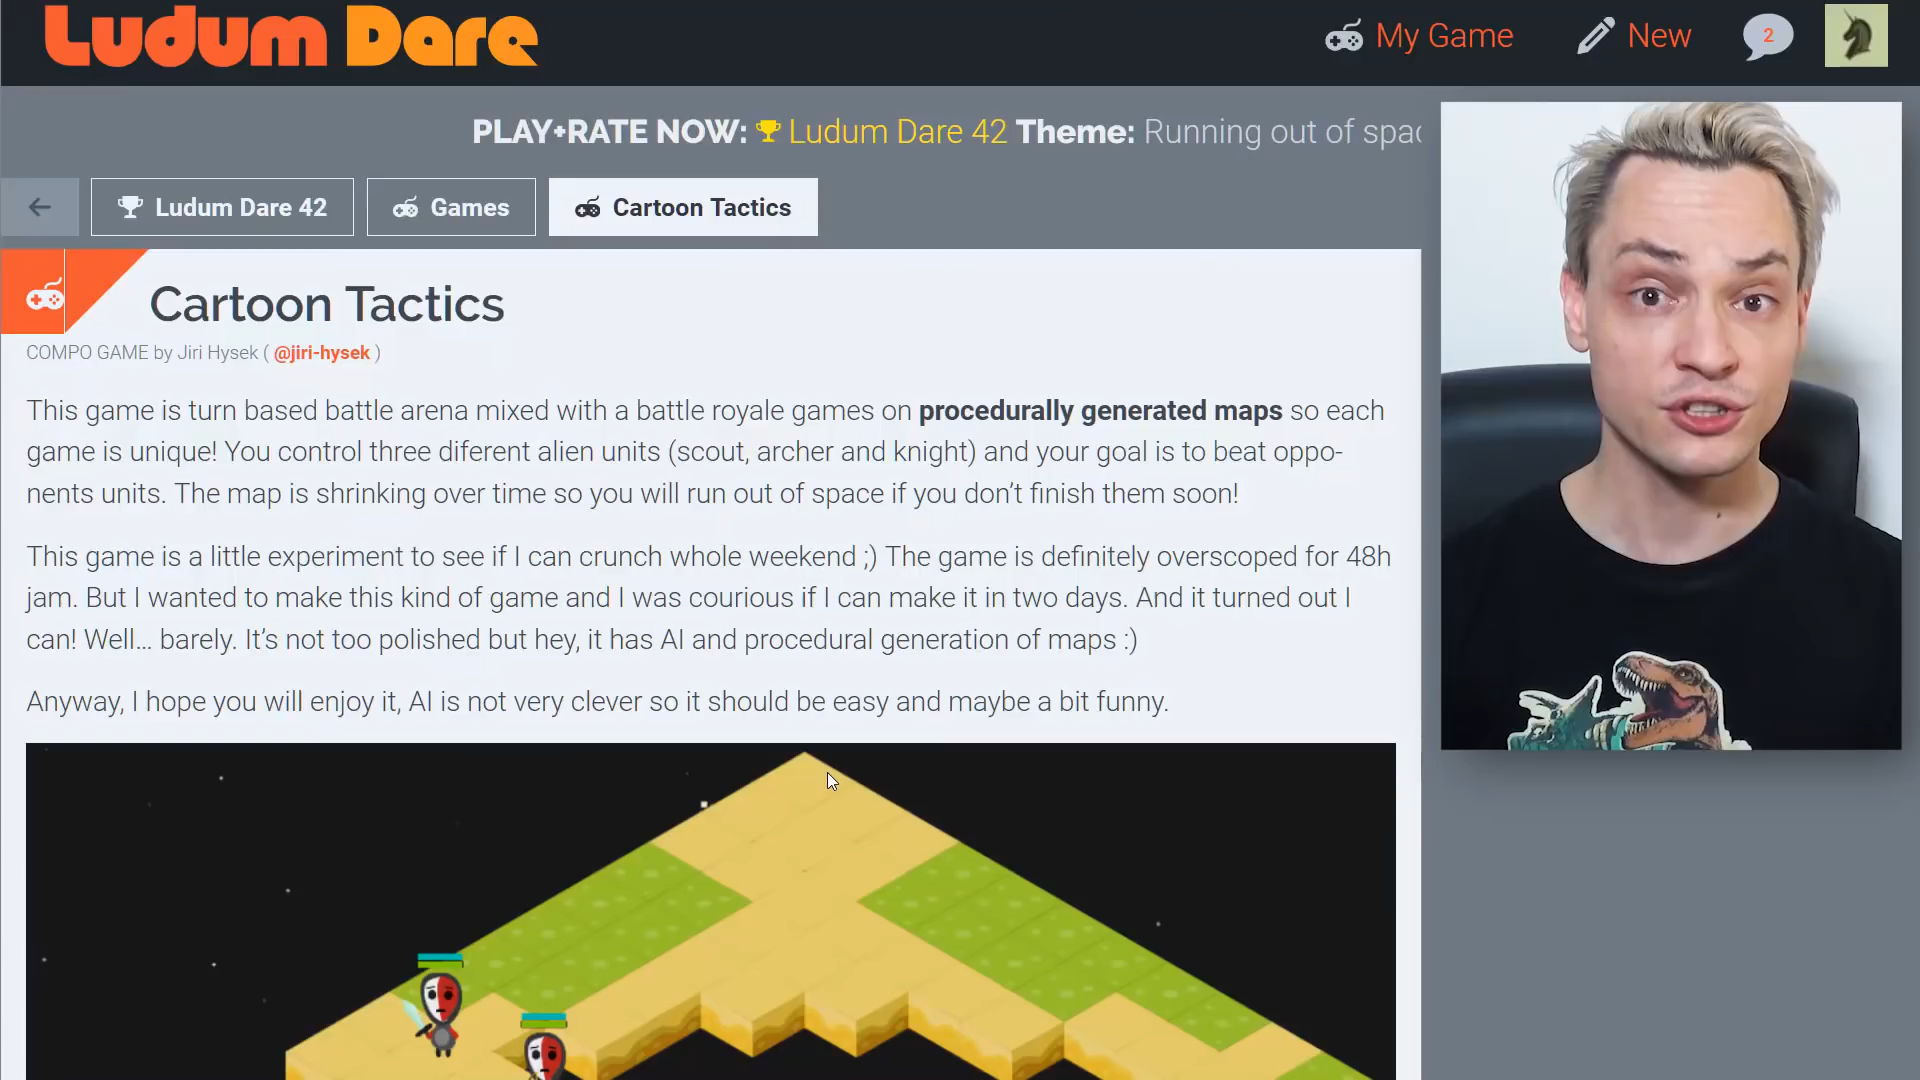 Ludum Dare
My Game
New
2
PLAY+RATE NOW: Ludum Dare 42 Theme: Running out of spac
Ludum Dare 42
Games
Cartoon Tactics
Cartoon Tactics
COMPO GAME by Jiri Hysek ( @jiri-hysek )
This game is turn based battle arena mixed with a battle royale games on procedurally generated maps so each
game is unique! You control three diferent alien units (scout, archer and knight) and your goal is to beat oppo-
nents units. The map is shrinking over time so you will run out of space if you don't finish them soon!
This game is a little experiment to see if I can crunch whole weekend ;) The game is definitely overscoped for 48h
jam. But I wanted to make this kind of game and I was courious if I can make it in two days. And it turned out I
can! Well... barely. It's not too polished but hey, it has AI and procedural generation of maps :)
Anyway, I hope you will enjoy it, AI is not very clever so it should be easy and maybe a bit funny.